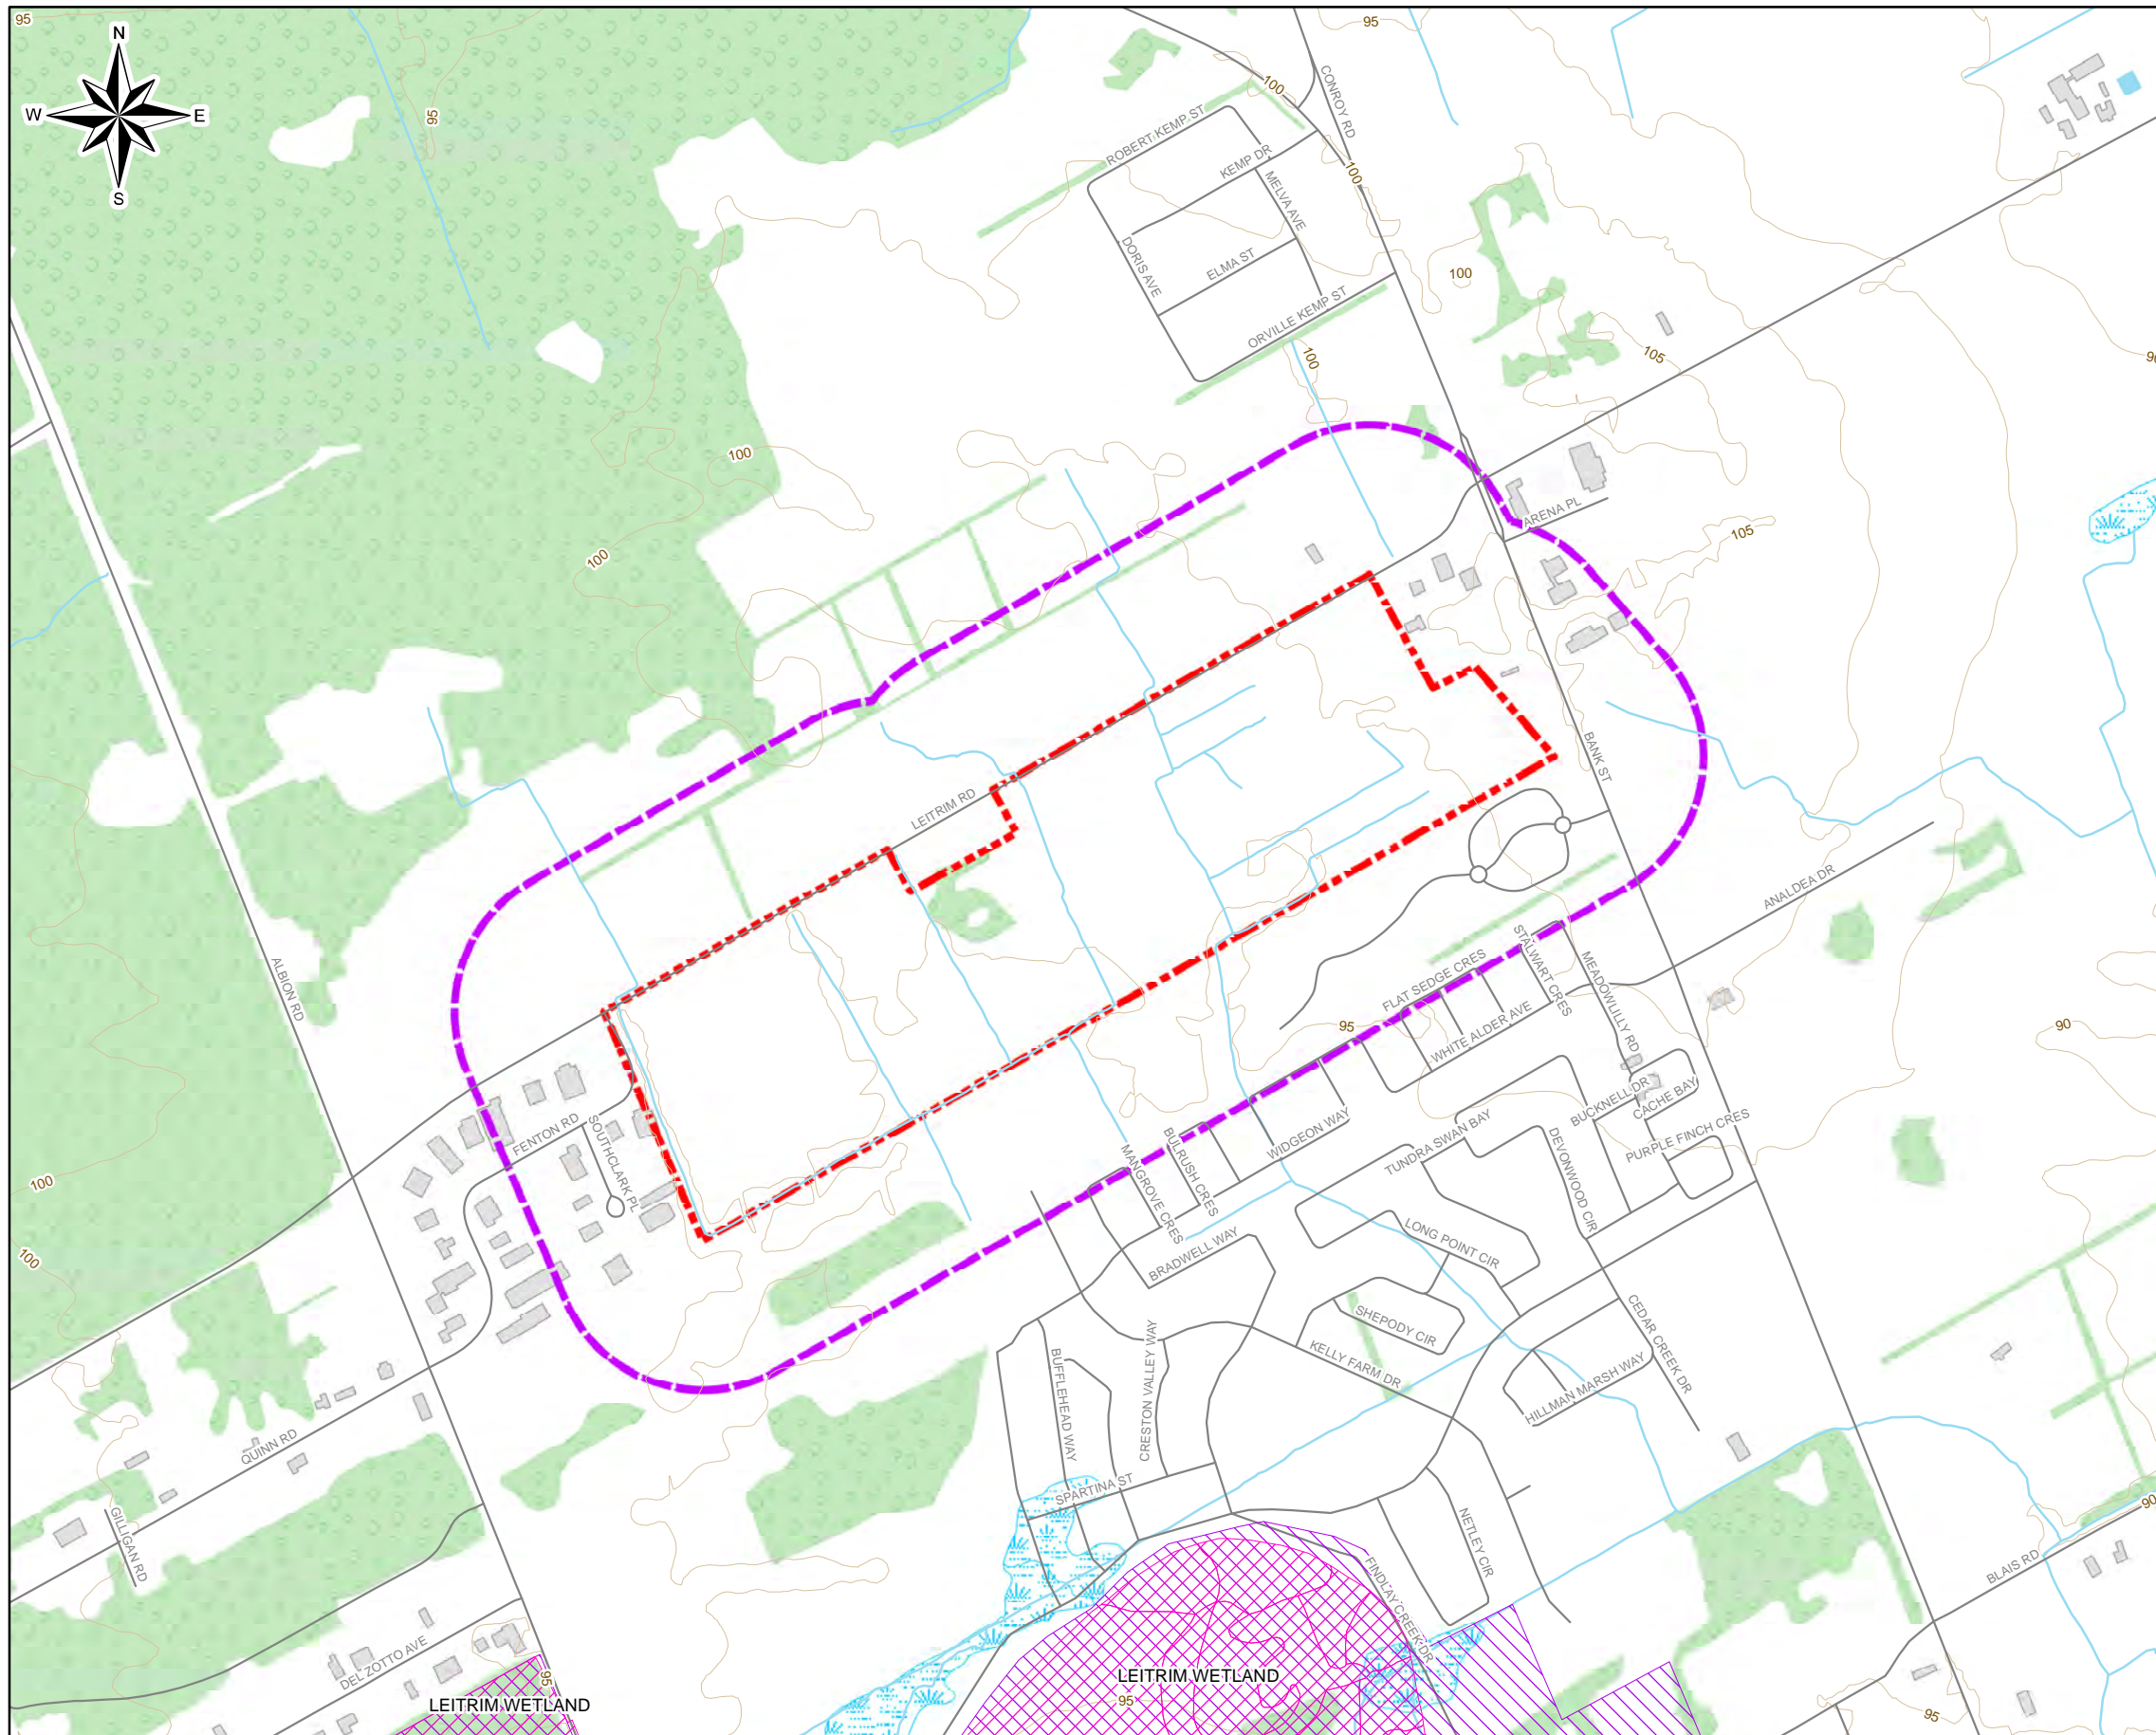 95
95
N
W
E
S
95
100
CONROY RD
ROBERT KEMP ST
KEMP DR
100
MELVA AVE
DORIS AVE
ELMA ST
100
ORVILLE KEMP ST
100
105
100
100
ARENA PL
105
BANK ST
LEITRIM RD
ANALDEA DR
ALBION RD
STALWART CRES
FLAT SEDGE CRES
MEADOWLILLY RD
95
WHITE ALDER AVE
90
FENTON RD
SOUTHCLARK PL
BUCKNELL DR
CACHE BAY
TUNDRA SWAN BAY
DEVONWOOD CIR
PURPLE FINCH CRES
WIDGEON WAY
BULRUSH CRES
MANGROVE CRES
100
BRADWELL WAY
LONG POINT CIR
100
SHEPODY CIR
CEDAR CREEK DR
KELLY FARM DR
BUFFLEHEAD WAY
CRESTON VALLEY WAY
HILLMAN MARSH WAY
QUINN RD
SPARTINA ST
90
GILLIGAN RD
NETLEY CIR
BLAIS RD
FINDLAY CREEK DR
DEL ZOTTO AVE
95
LEITRIM WETLAND
LEITRIM WETLAND
95
95